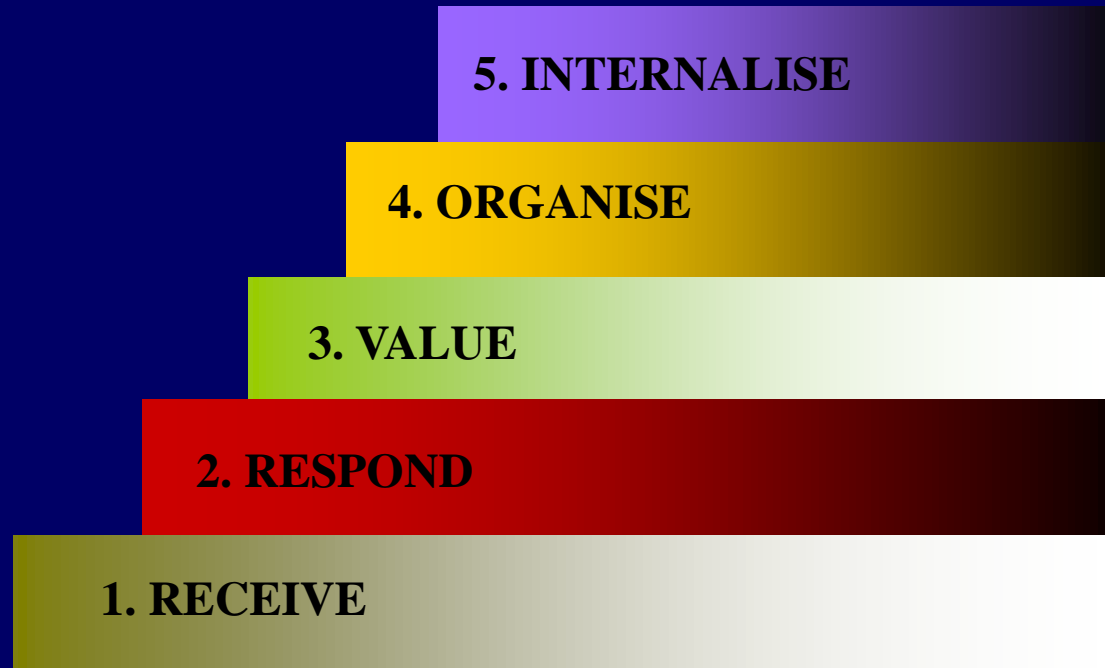 5. INTERNALISE
4. ORGANISE
3. VALUE
2. RESPOND
1. RECEIVE